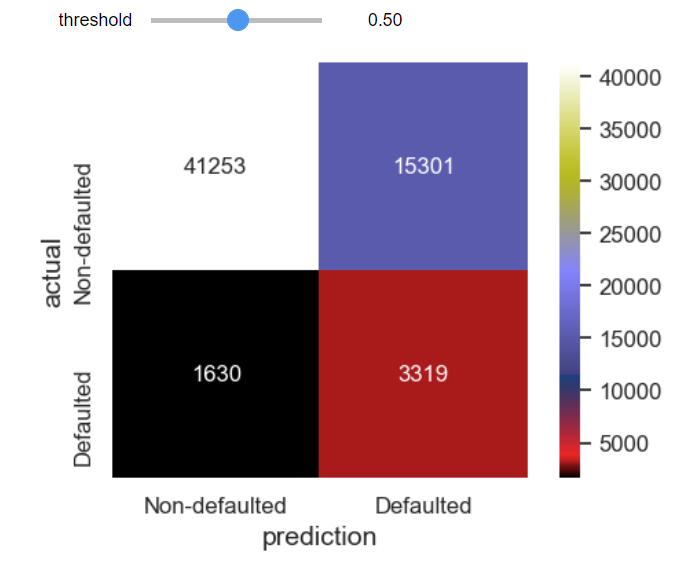 threshold 0.50
40000
35000
30000
25000
20000
15000
10000
5000
actual
Non-defaulted
Defaulted
41253 15301
1630 3319
Non-defaulted Defaulted
prediction